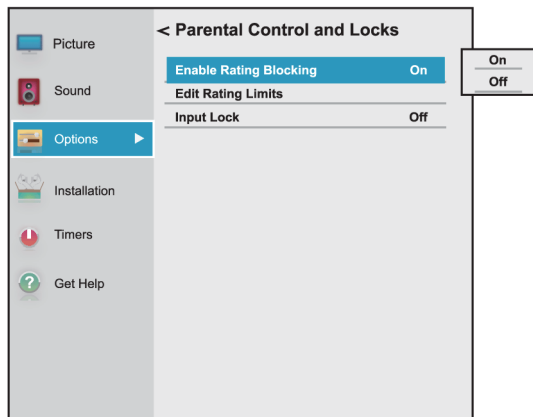 Picture
Sound
Options
Installation
Timers
Get Help
< Parental Control and Locks
Enable Rating Blocking On
Edit Rating Limits
Input Lock Off
On
Off